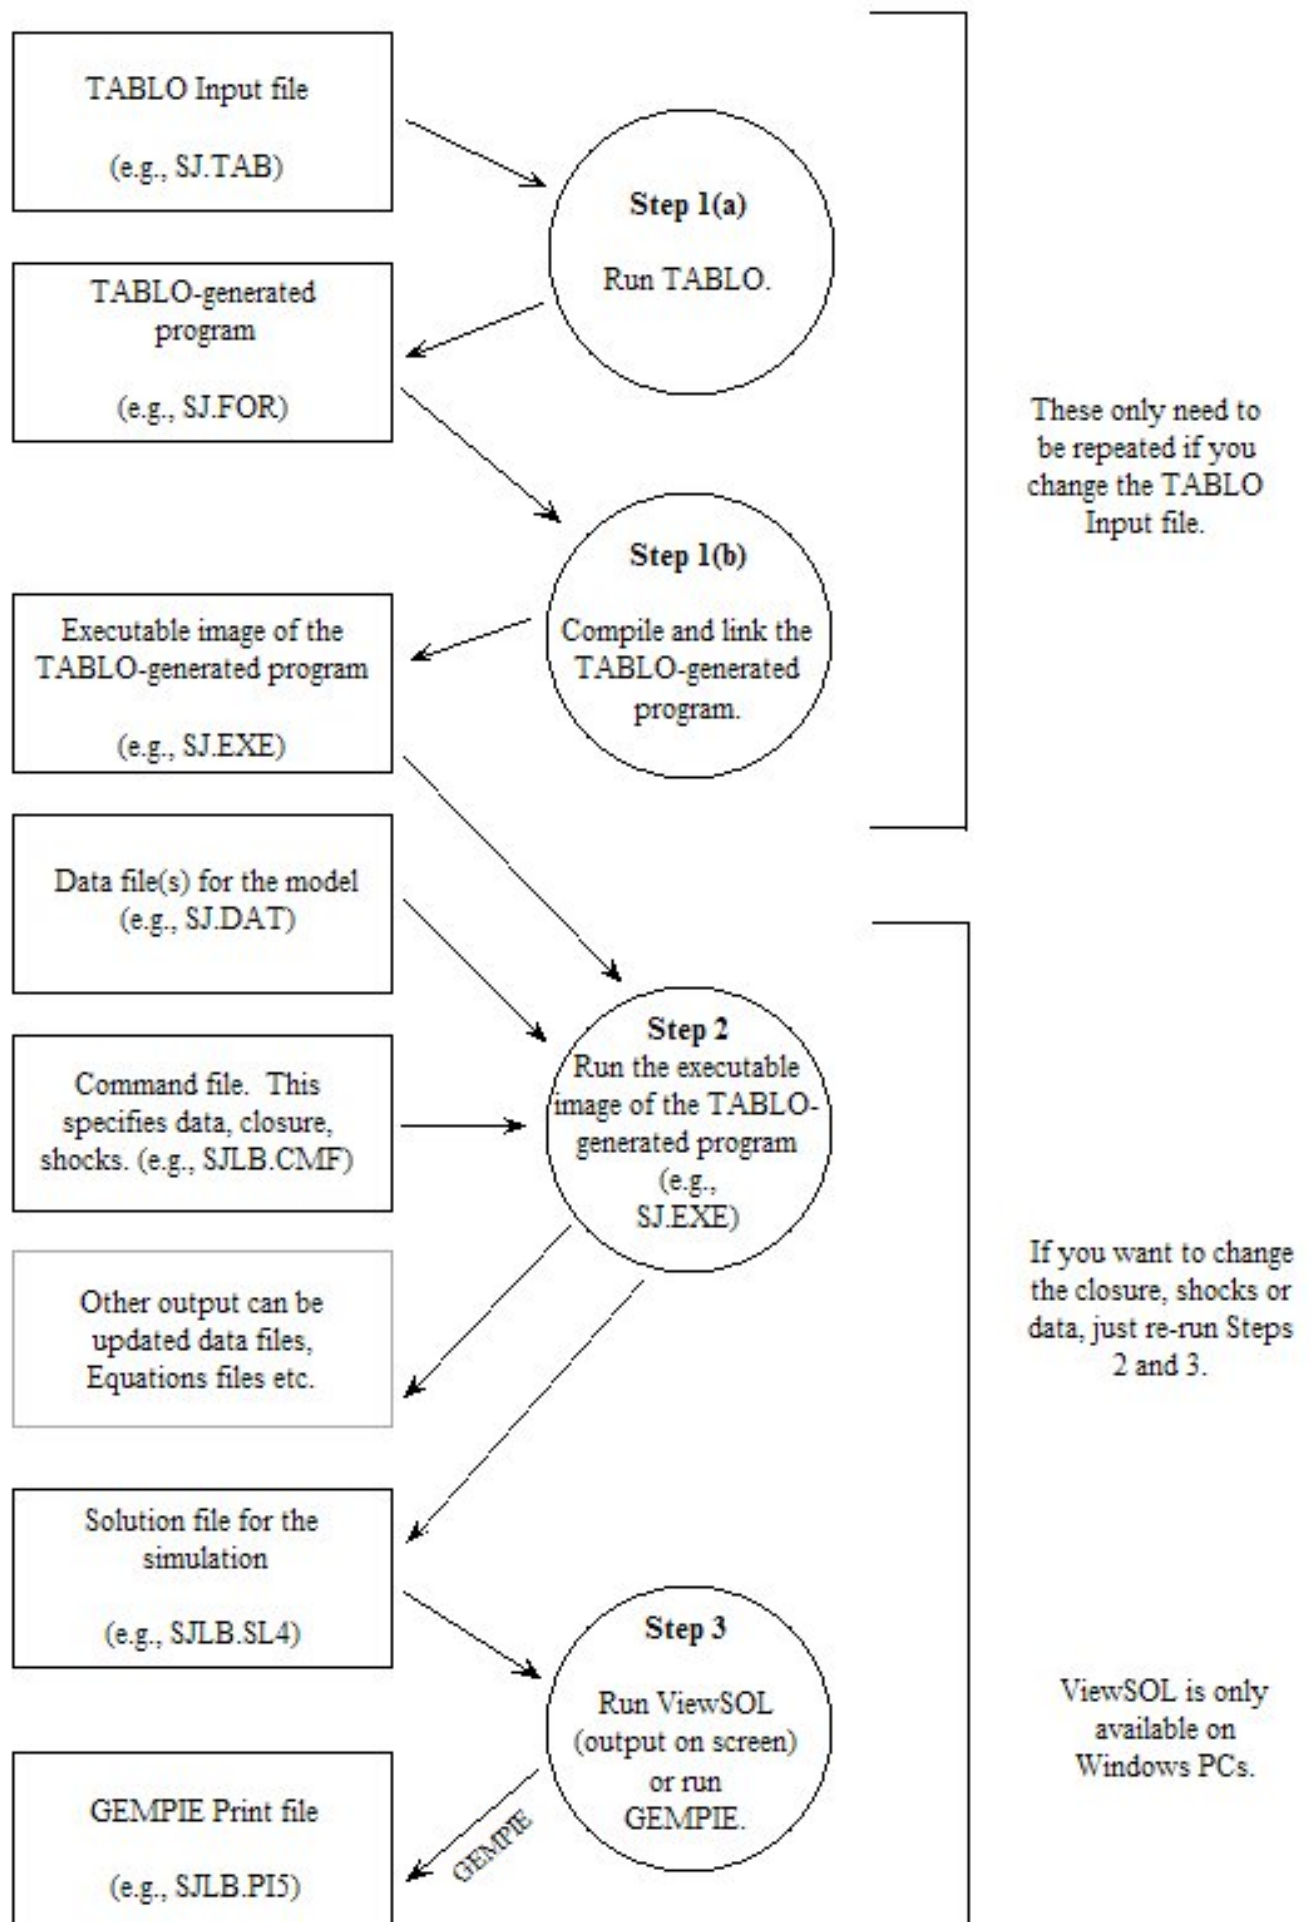 TABLO Input file
(e.g., SJ.TAB)
Step 1(a)
Run TABLO.
TABLO-generated
program
(e.g., SJ.FOR)
These only need to
be repeated if you
change the TABLO
Input file.
Step 1(b)
Compile and link the
TABLO-generated
program.
Executable image of the
TABLO-generated program
(e.g., SJ.EXE)
Data file(s) for the model
(e.g., SJ.DAT)
Command file.  This
specifies data, closure,
shocks. (e.g., SJLB.CMF)
Step 2
Run the executable
image of the TABLO-
generated program
(e.g.,
SJ.EXE)
Other output can be
updated data files,
Equations files etc.
If you want to change
the closure, shocks or
data, just re-run Steps
2 and 3.
Solution file for the
simulation
(e.g., SJLB.SL4)
Step 3
Run ViewSOL
(output on screen)
or run
GEMPIE.
ViewSOL is only
available on
Windows PCs.
GEMPIE
GEMPIE Print file
(e.g., SJLB.PI5)